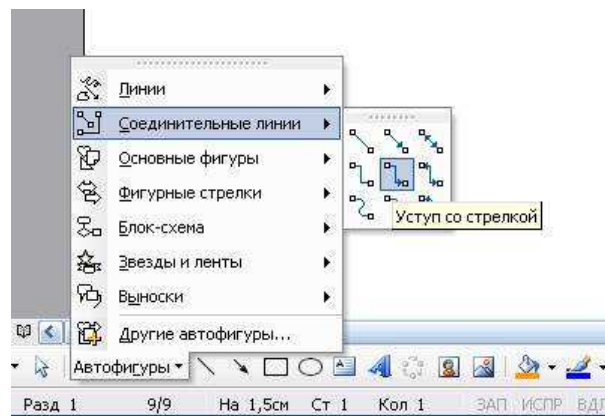 Линии
Соединительные линии
Основные фигуры
Фигурные стрелки
Блок-схема
Звезды и ленты
Выноски
Другие автофигуры...
Уступ со стрелкой
Автофигуры
Разд 1 9/9 На 1,5см Ст 1 Кол 1 ЗАП ИСПР ВДЛ